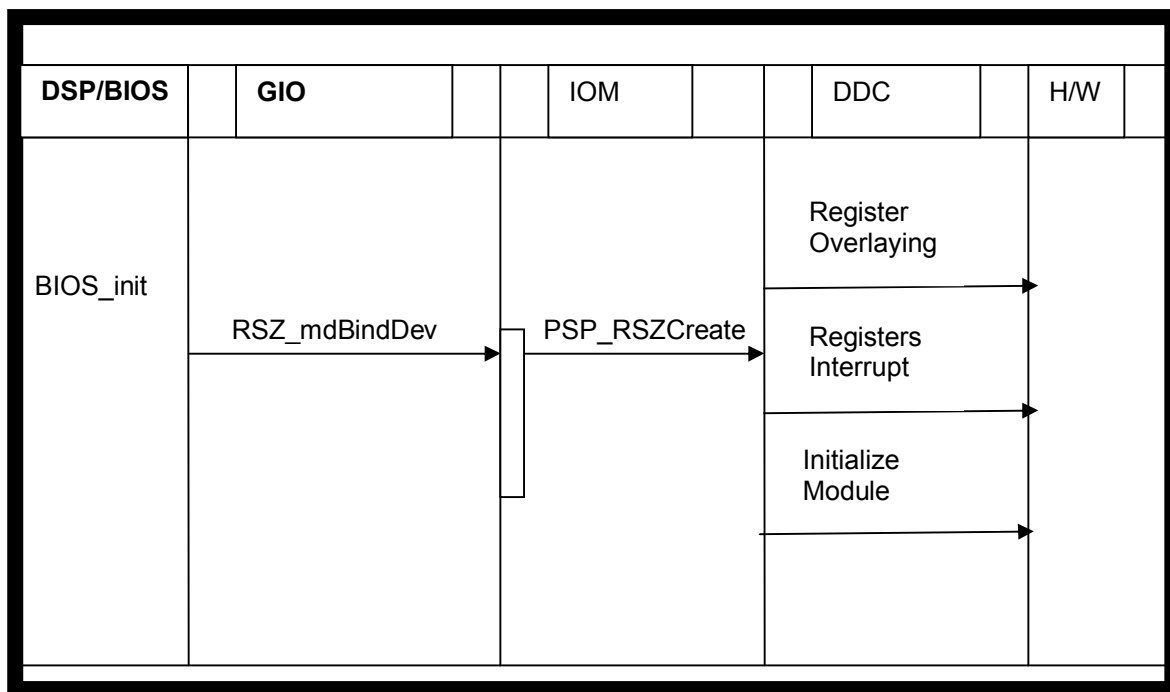 DSP/BIOS
GIO
IOM
DDC
H/W
Register
Overlaying
BIOS_init
RSZ_mdBindDev
PSP_RSZCreate
Registers
Interrupt
Initialize
Module